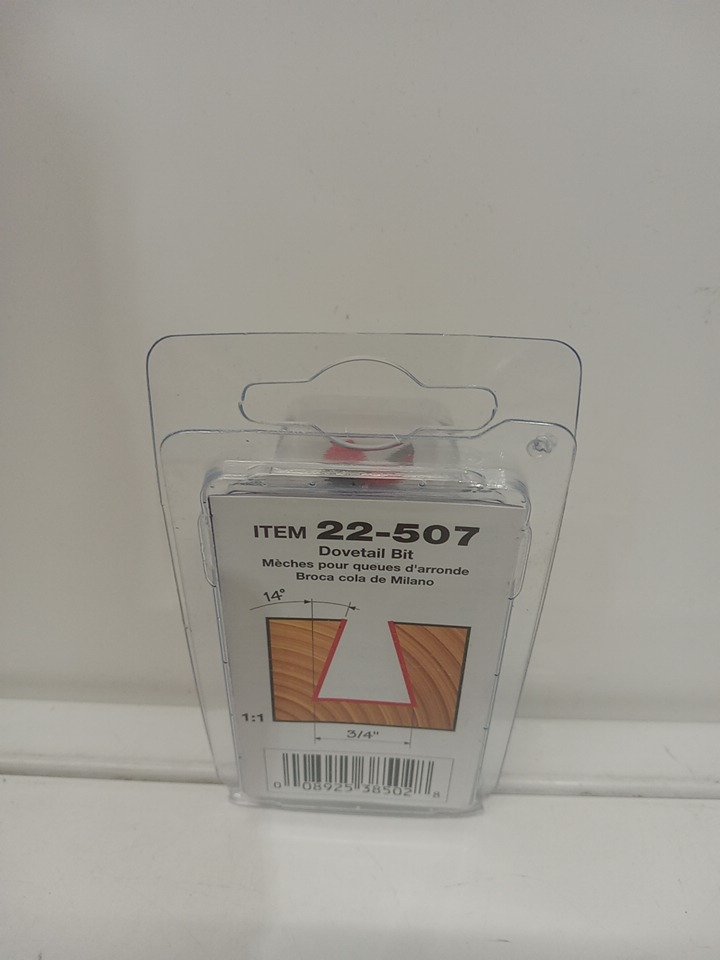 ITEM 22-507
Dovetail Bit
Mèches pour queues d'arronde
Broca cola de Milano
14°
1:1
3/4"
0 08925 38502 8